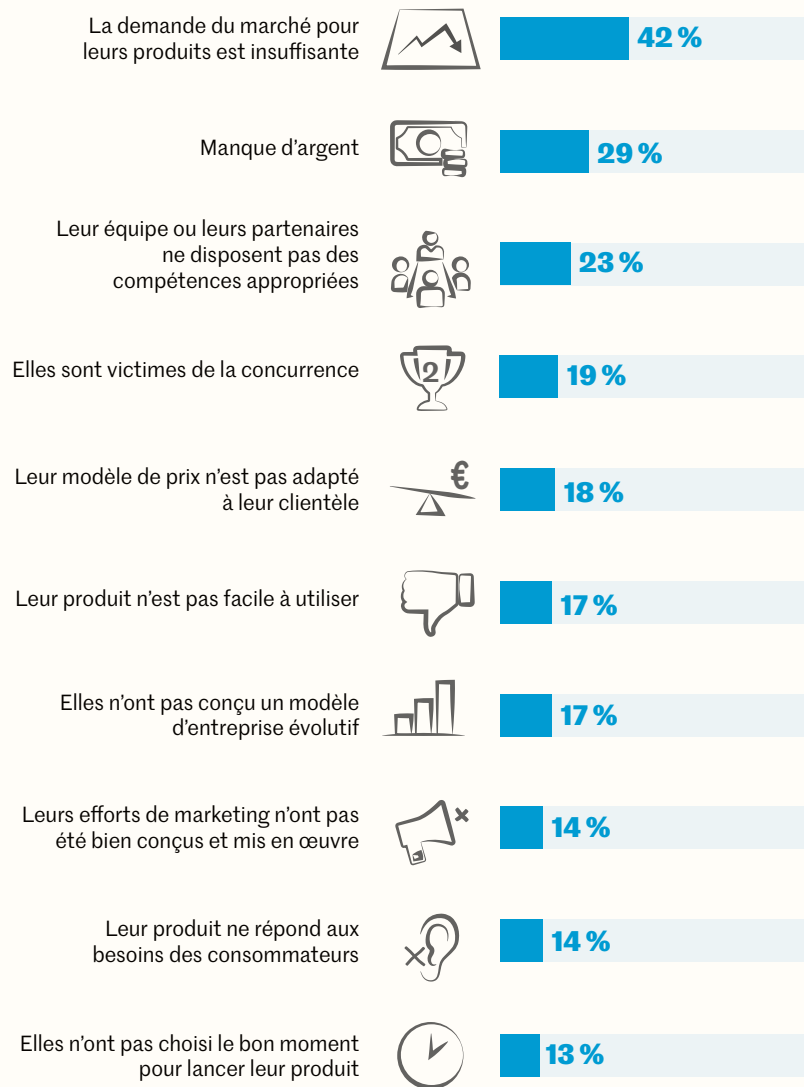 La demande du marché pour
leurs produits est insuffisante
42 %
Manque d'argent
29 %
Leur équipe ou leurs partenaires
ne disposent pas des
compétences appropriées
23 %
Elles sont victimes de la concurrence
2
19 %
Leur modèle de prix n'est pas adapté
à leur clientèle
€
18 %
Leur produit n'est pas facile à utiliser
17 %
Elles n'ont pas conçu un modèle
d'entreprise évolutif
17 %
Leurs efforts de marketing n'ont pas
été bien conçus et mis en œuvre
14 %
Leur produit ne répond aux
besoins des consommateurs
14 %
Elles n'ont pas choisi le bon moment
pour lancer leur produit
13 %